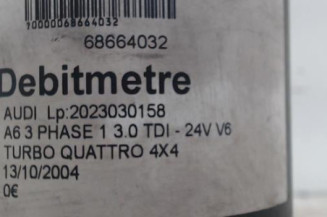 70000068664032
68664032
Debitmetre
AUDI Lp:2023030158
A6 3 PHASE 1 3.0 TDI - 24V V6
TURBO QUATTRO 4X4
13/10/2004
0€